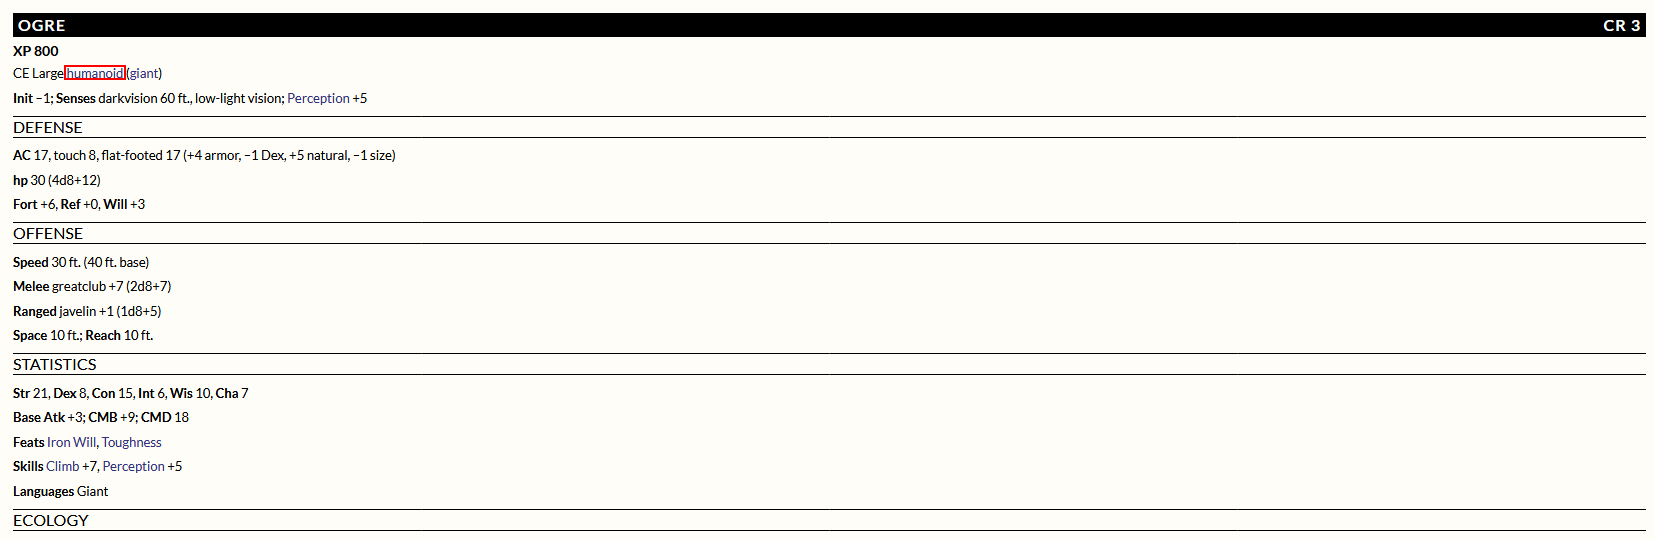 OGRE CR 3
XP 800
CE Large humanoid (giant)
Init −1; Senses darkvision 60 ft., low-light vision; Perception +5
DEFENSE
AC 17, touch 8, flat-footed 17 (+4 armor, −1 Dex, +5 natural, −1 size)
hp 30 (4d8+12)
Fort +6, Ref +0, Will +3
OFFENSE
Speed 30 ft. (40 ft. base)
Melee greatclub +7 (2d8+7)
Ranged javelin +1 (1d8+5)
Space 10 ft.; Reach 10 ft.
STATISTICS
Str 21, Dex 8, Con 15, Int 6, Wis 10, Cha 7
Base Atk +3; CMB +9; CMD 18
Feats Iron Will, Toughness
Skills Climb +7, Perception +5
Languages Giant
ECOLOGY